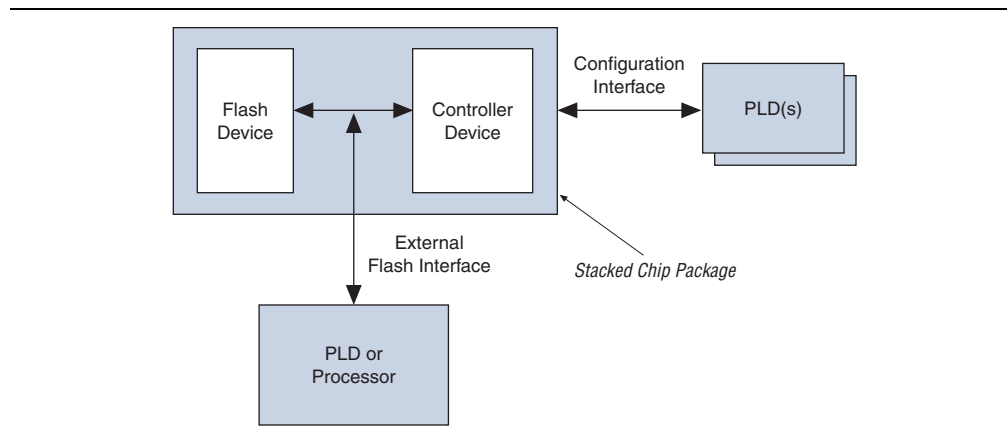 Flash
Device
Controller
Device
Configuration
Interface
PLD(s)
External
Flash Interface
Stacked Chip Package
PLD or
Processor